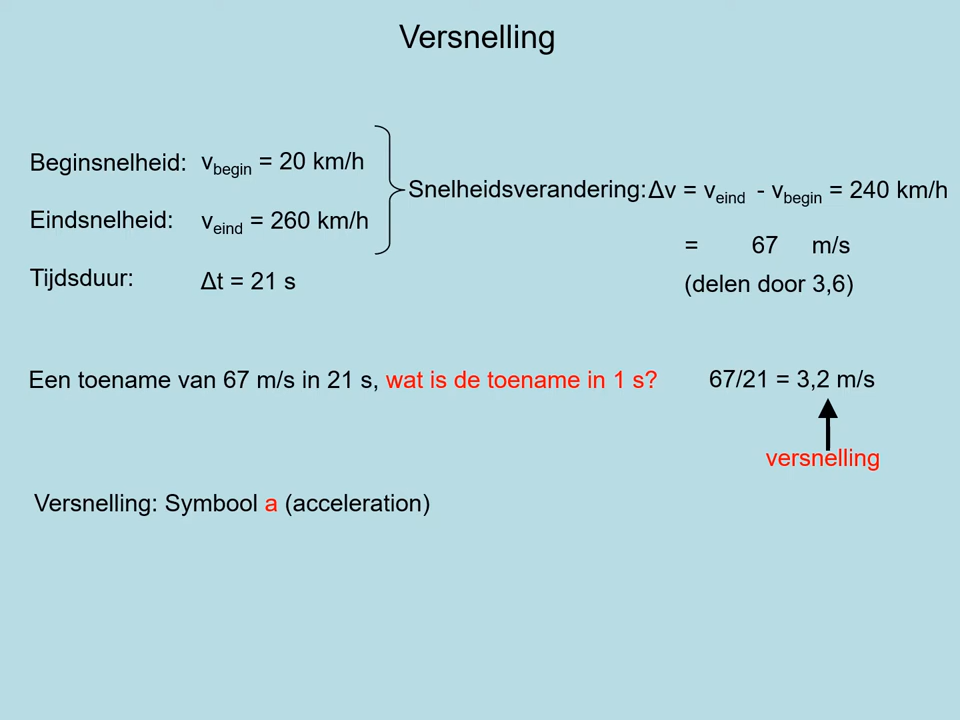 Versnelling
Beginsnelheid: vbegin = 20 km/h
Eindsnelheid: veind = 260 km/h
Snelheidsverandering: Δv = veind - vbegin = 240 km/h
= 67 m/s
(delen door 3,6)
Tijdsduur: Δt = 21 s
Een toename van 67 m/s in 21 s, wat is de toename in 1 s? 67/21 = 3,2 m/s
versnelling
Versnelling: Symbool a (acceleration)